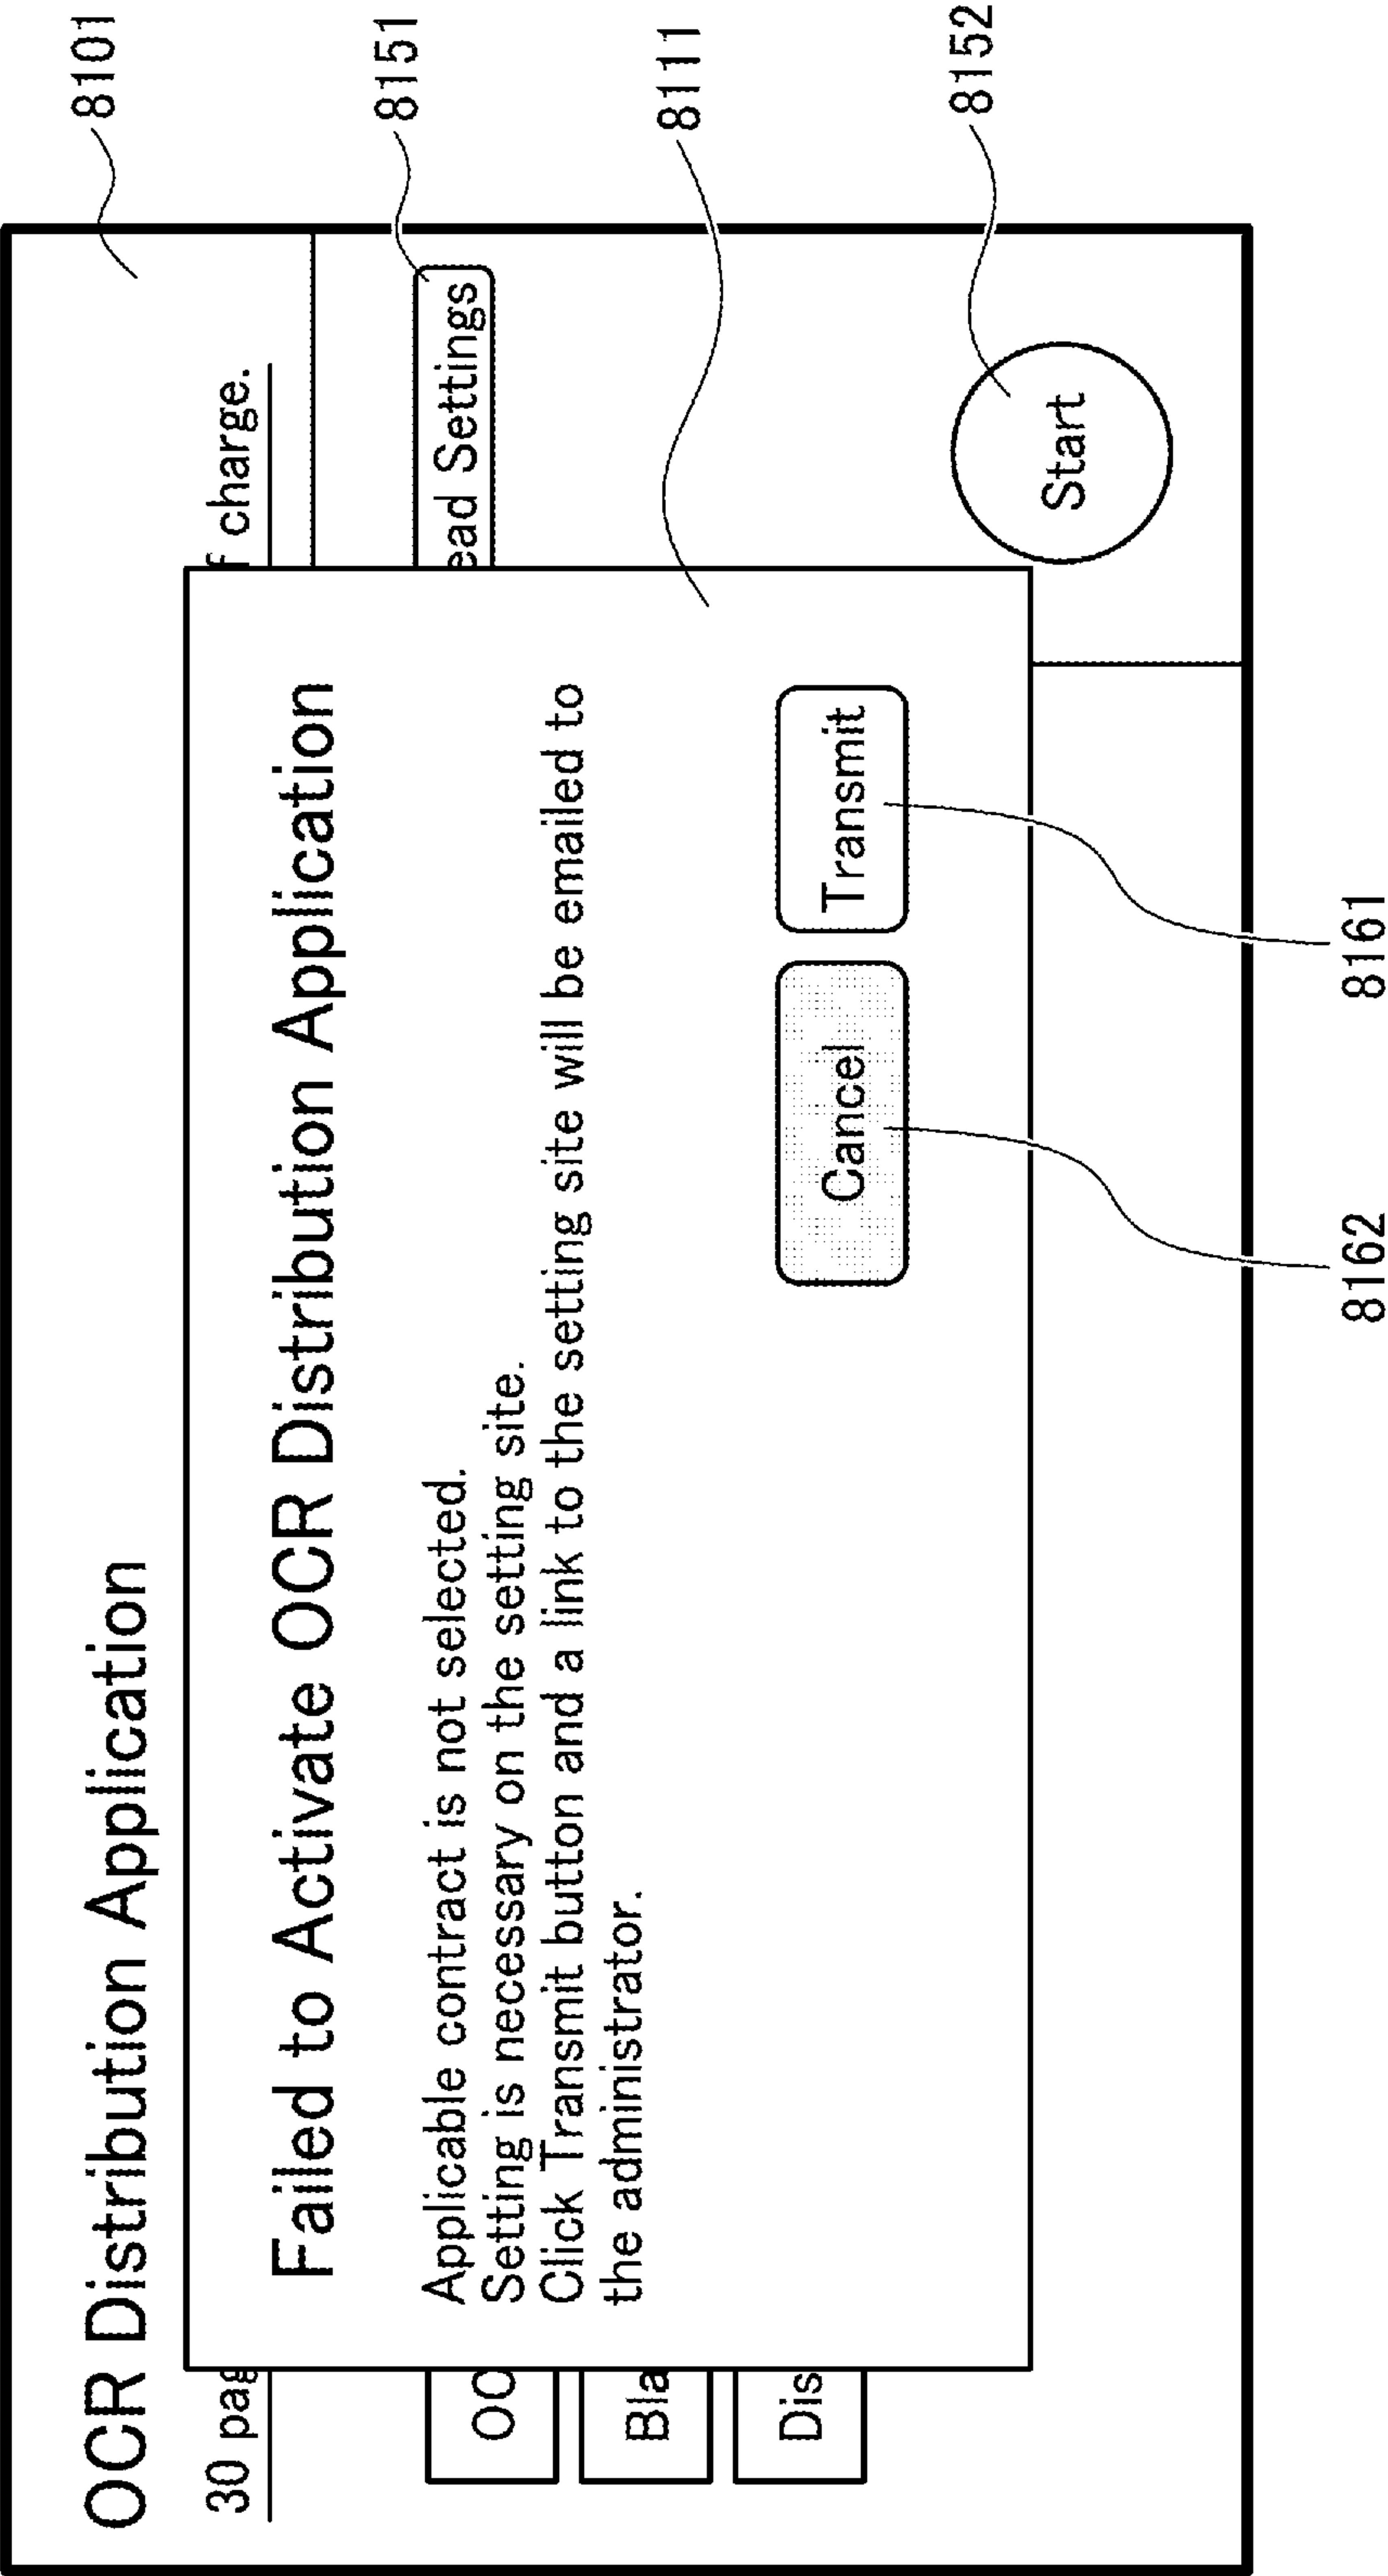 OCR Distribution Application
30 pag
f charge.
Failed to Activate OCR Distribution Application
Applicable contract is not selected.
Setting is necessary on the setting site.
Click Transmit button and a link to the setting site will be emailed to
the administrator.
Cancel
Transmit
OC
Bla
Dis
ead Settings
Start
8101
8151
8111
8152
8162
8161